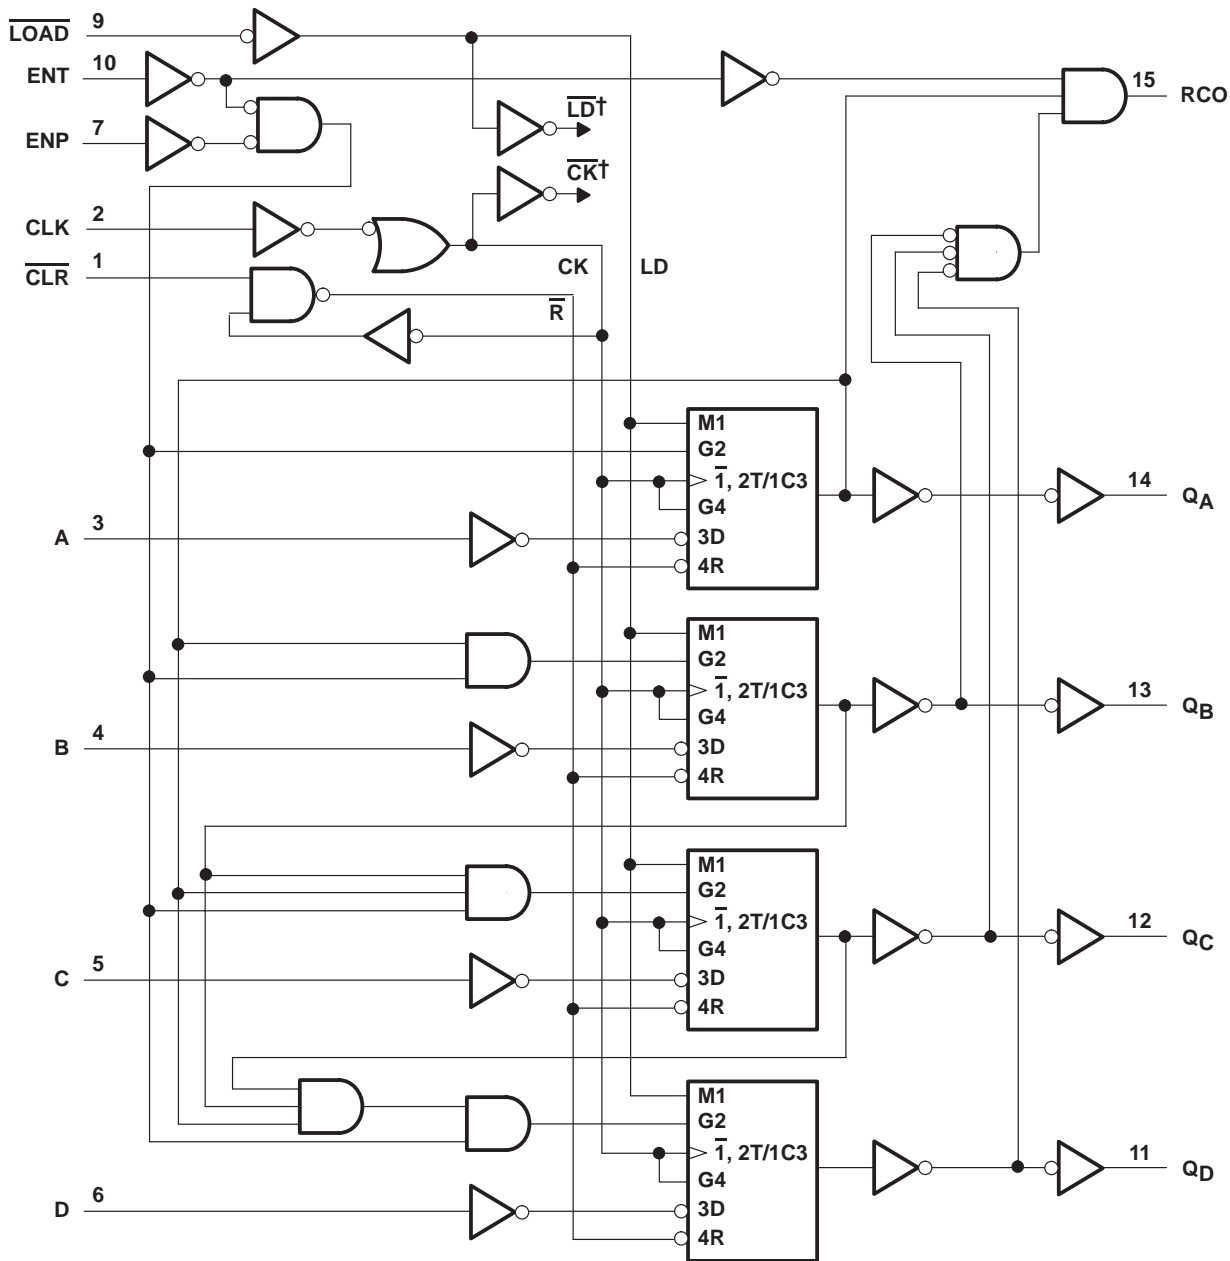 LOAD 9
ENT 10
15
RCO
LD†
ENP 7
CK†
CLK 2
CLR 1
CK
LD
R
M1
G2
1, 2T/1C3
G4
3D
4R
14
QA
A 3
M1
G2
1, 2T/1C3
G4
3D
4R
13
QB
B 4
M1
G2
1, 2T/1C3
G4
3D
4R
12
QC
C 5
M1
G2
1, 2T/1C3
G4
3D
4R
11
QD
D 6